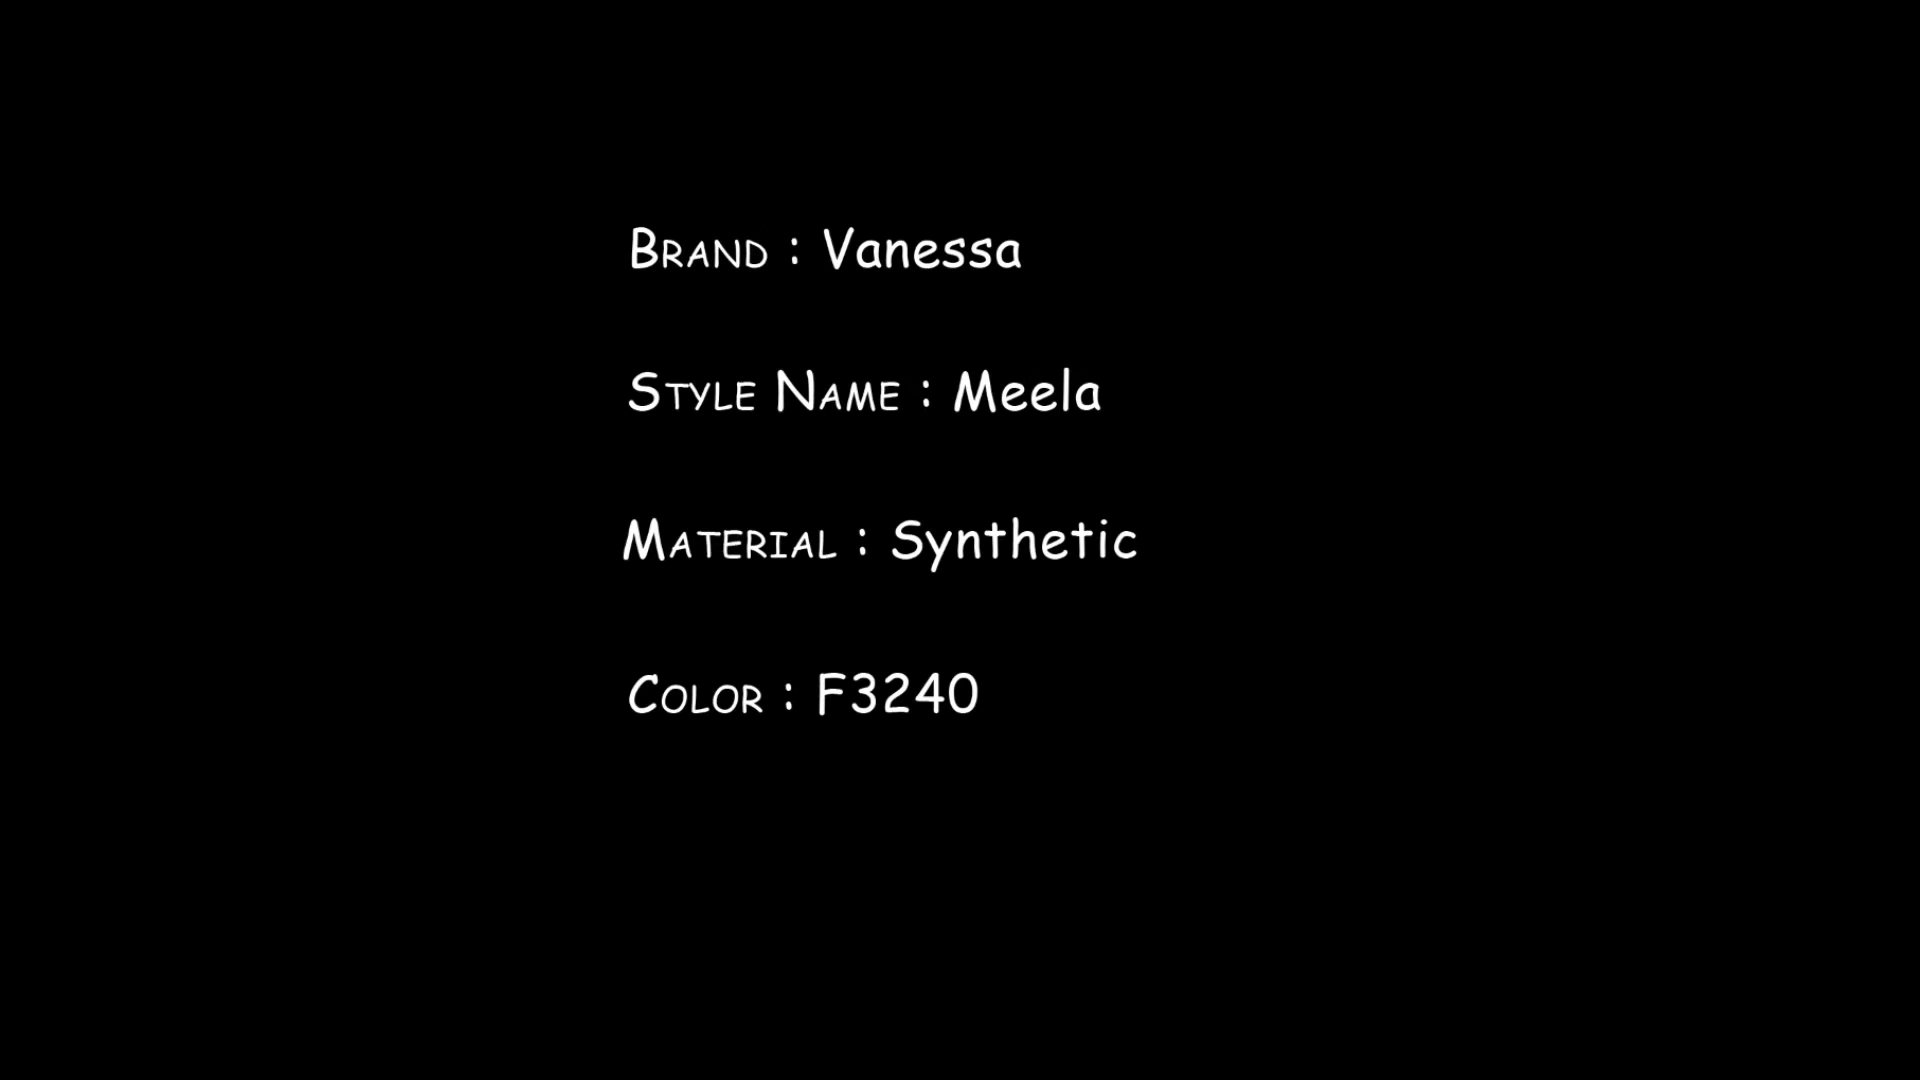 Brand : Vanessa
Style Name : Meela
Material : Synthetic
Color : F3240